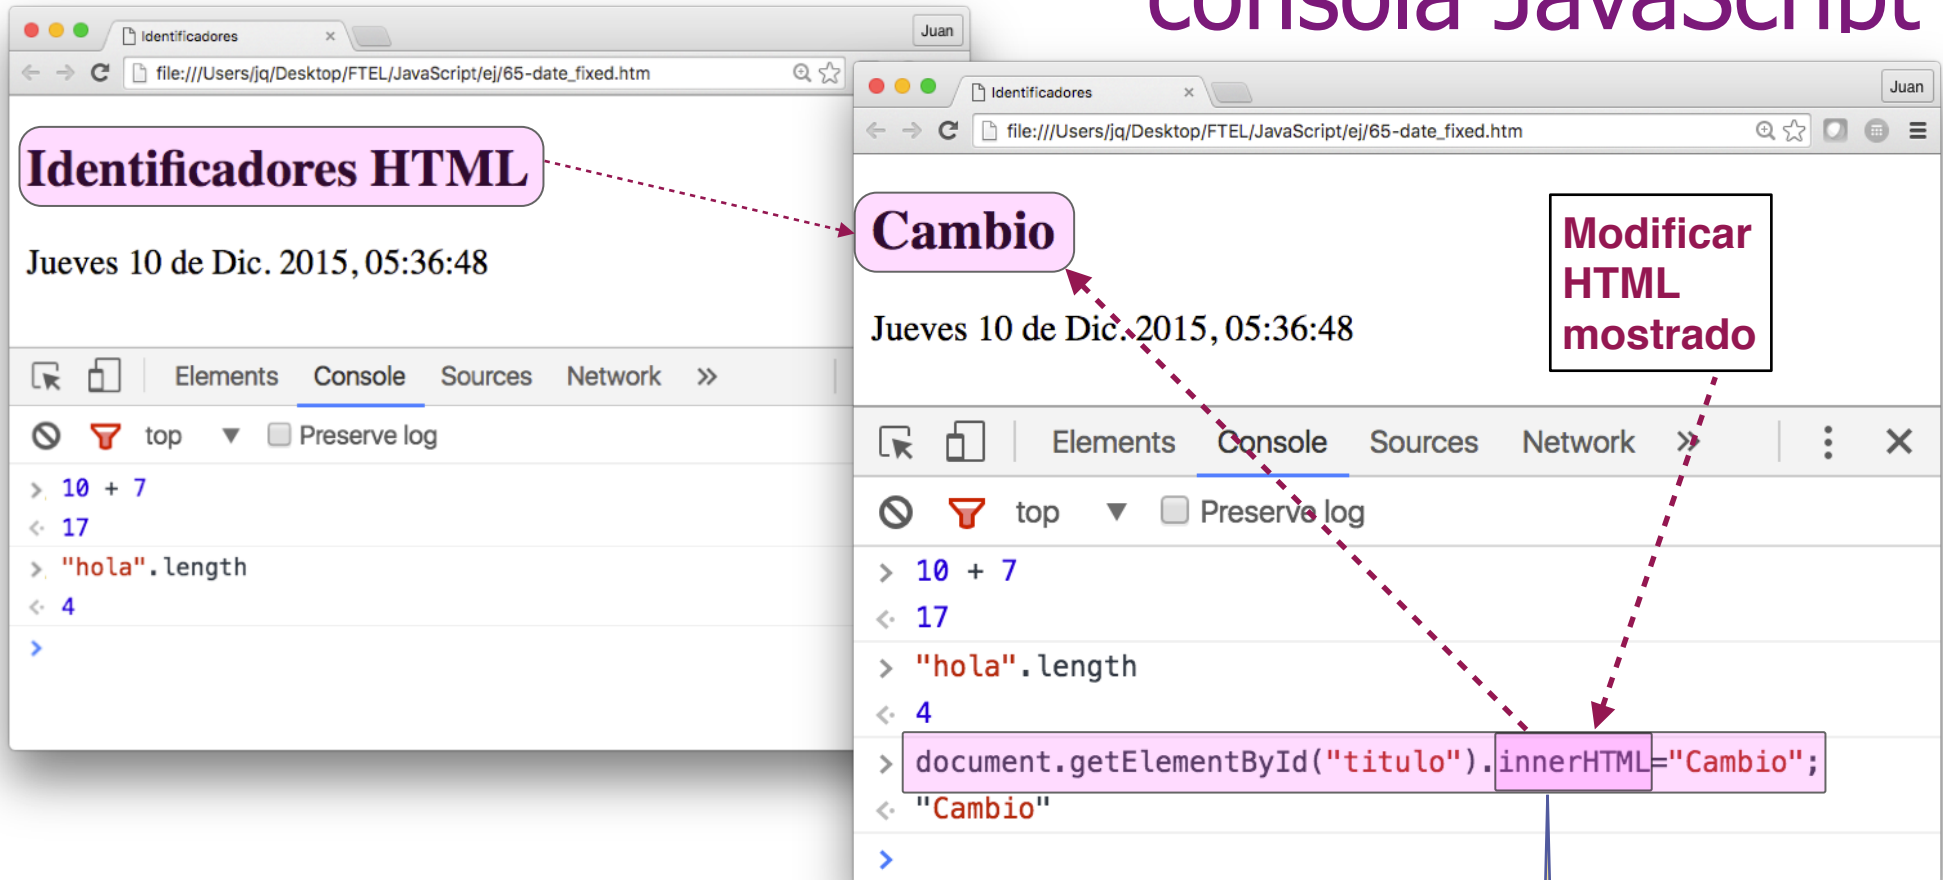 consola JavaScript
Identificadores
Juan
file:///Users/jq/Desktop/FTEL/JavaScript/ej/65-date_fixed.htm
Identificadores HTML
Jueves 10 de Dic. 2015, 05:36:48
Elements Console Sources Network »
top ▼ Preserve log
> 10 + 7
<· 17
> "hola".length
<· 4
>
Identificadores
Juan
file:///Users/jq/Desktop/FTEL/JavaScript/ej/65-date_fixed.htm
Cambio
Jueves 10 de Dic. 2015, 05:36:48
Modificar
HTML
mostrado
Elements Console Sources Network »
top ▼ Preserve log
> 10 + 7
<· 17
> "hola".length
<· 4
> document.getElementById("titulo").innerHTML="Cambio";
<· "Cambio"
>